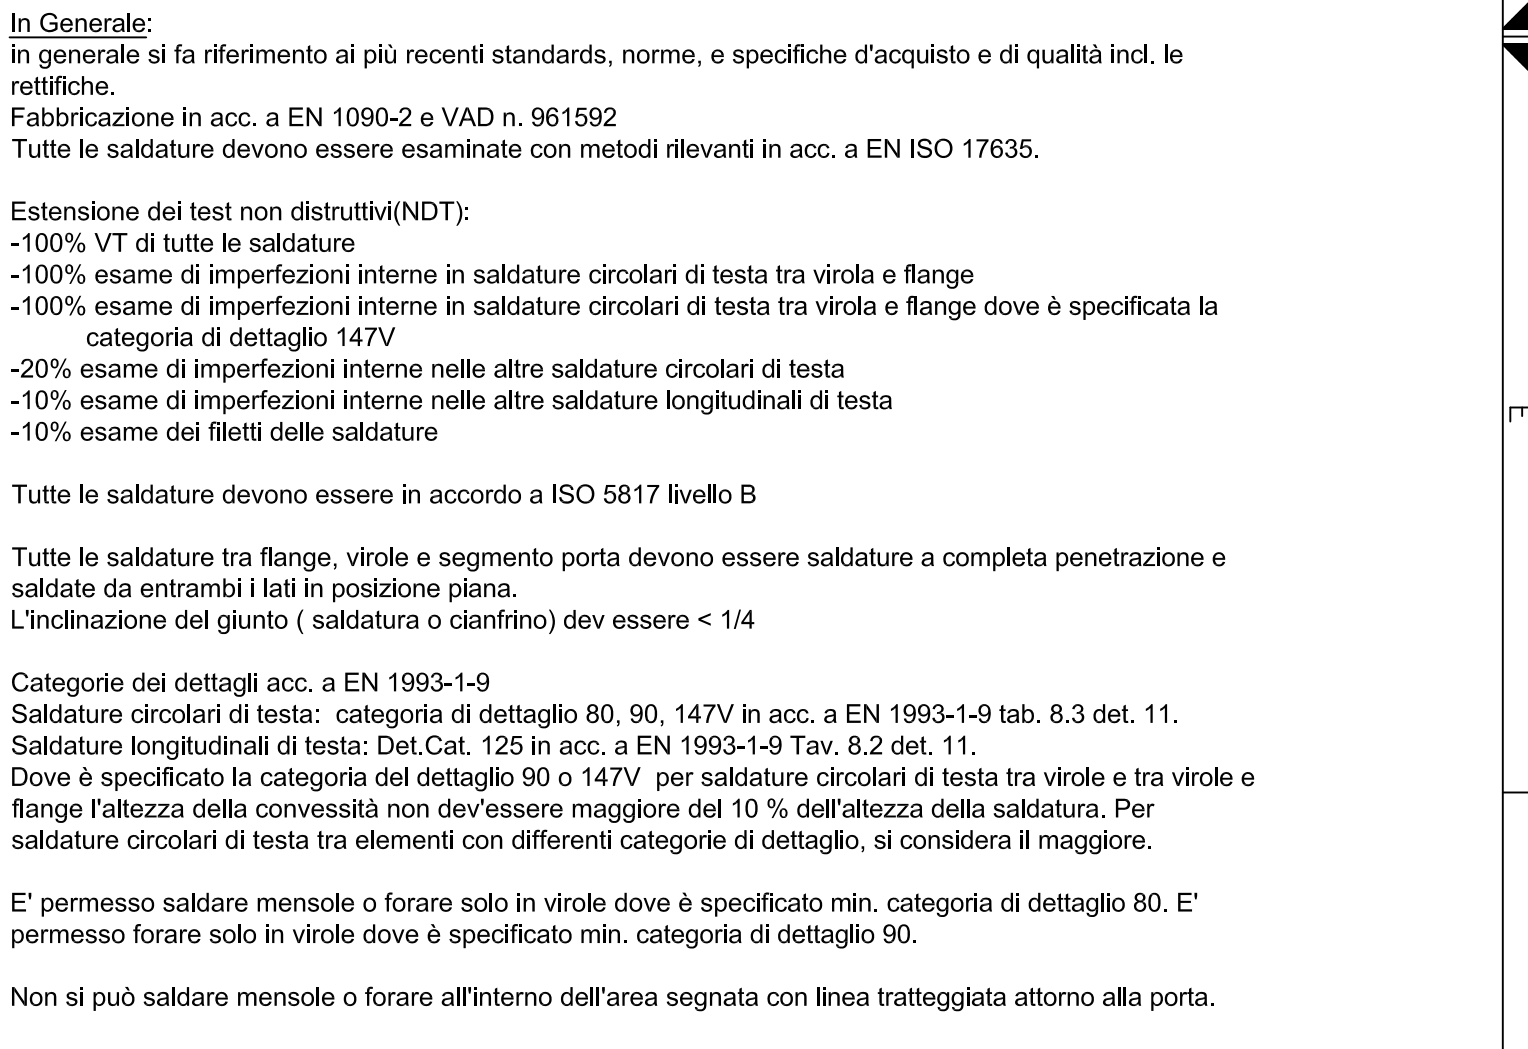 In Generale:
in generale si fa riferimento ai più recenti standards, norme, e specifiche d'acquisto e di qualità incl. le
rettifiche.
Fabbricazione in acc. a EN 1090-2 e VAD n. 961592
Tutte le saldature devono essere esaminate con metodi rilevanti in acc. a EN ISO 17635.
Estensione dei test non distruttivi(NDT):
-100% VT di tutte le saldature
-100% esame di imperfezioni interne in saldature circolari di testa tra virola e flange
-100% esame di imperfezioni interne in saldature circolari di testa tra virola e flange dove è specificata la
categoria di dettaglio 147V
-20% esame di imperfezioni interne nelle altre saldature circolari di testa
-10% esame di imperfezioni interne nelle altre saldature longitudinali di testa
-10% esame dei filetti delle saldature
Tutte le saldature devono essere in accordo a ISO 5817 livello B
Tutte le saldature tra flange, virole e segmento porta devono essere saldature a completa penetrazione e
saldate da entrambi i lati in posizione piana.
L'inclinazione del giunto ( saldatura o cianfrino) dev essere < 1/4
Categorie dei dettagli acc. a EN 1993-1-9
Saldature circolari di testa:  categoria di dettaglio 80, 90, 147V in acc. a EN 1993-1-9 tab. 8.3 det. 11.
Saldature longitudinali di testa: Det.Cat. 125 in acc. a EN 1993-1-9 Tav. 8.2 det. 11.
Dove è specificato la categoria del dettaglio 90 o 147V  per saldature circolari di testa tra virole e tra virole e
flange l'altezza della convessità non dev'essere maggiore del 10 % dell'altezza della saldatura. Per
saldature circolari di testa tra elementi con differenti categorie di dettaglio, si considera il maggiore.
E' permesso saldare mensole o forare solo in virole dove è specificato min. categoria di dettaglio 80. E'
permesso forare solo in virole dove è specificato min. categoria di dettaglio 90.
Non si può saldare mensole o forare all'interno dell'area segnata con linea tratteggiata attorno alla porta.
E